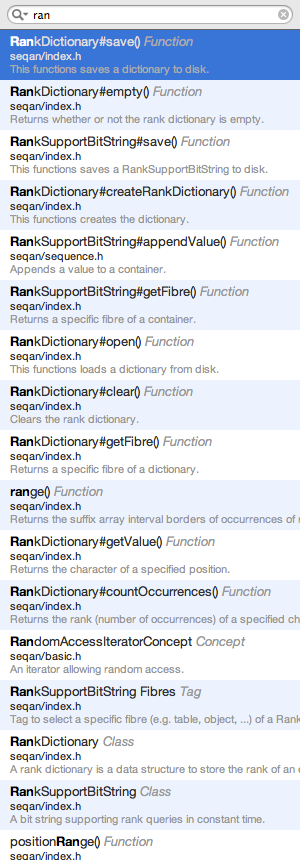 ran
RankDictionary#save() Function
seqan/index.h
This functions saves a dictionary to disk.
RankDictionary#empty() Function
seqan/index.h
Returns whether or not the rank dictionary is empty.
RankSupportBitString#save() Function
seqan/index.h
This functions saves a RankSupportBitString to disk.
RankDictionary#createRankDictionary() Function
seqan/index.h
This functions creates the dictionary.
RankSupportBitString#appendValue() Function
seqan/sequence.h
Appends a value to a container.
RankSupportBitString#getFibre() Function
seqan/index.h
Returns a specific fibre of a container.
RankDictionary#open() Function
seqan/index.h
This functions loads a dictionary from disk.
RankDictionary#clear() Function
seqan/index.h
Clears the rank dictionary.
RankDictionary#getFibre() Function
seqan/index.h
Returns a specific fibre of a dictionary.
range() Function
seqan/index.h
Returns the suffix array interval borders of occurrences of
RankDictionary#getValue() Function
seqan/index.h
Returns the character of a specified position.
RankDictionary#countOccurrences() Function
seqan/index.h
Returns the rank (number of occurrences) of a specified ch
RandomAccessIteratorConcept Concept
seqan/basic.h
An iterator allowing random access.
RankSupportBitString Fibres Tag
seqan/index.h
Tag to select a specific fibre (e.g. table, object, ...) of a Rank
RankDictionary Class
seqan/index.h
A rank dictionary is a data structure to store the rank of an e
RankSupportBitString Class
seqan/index.h
A bit string supporting rank queries in constant time.
positionRange() Function